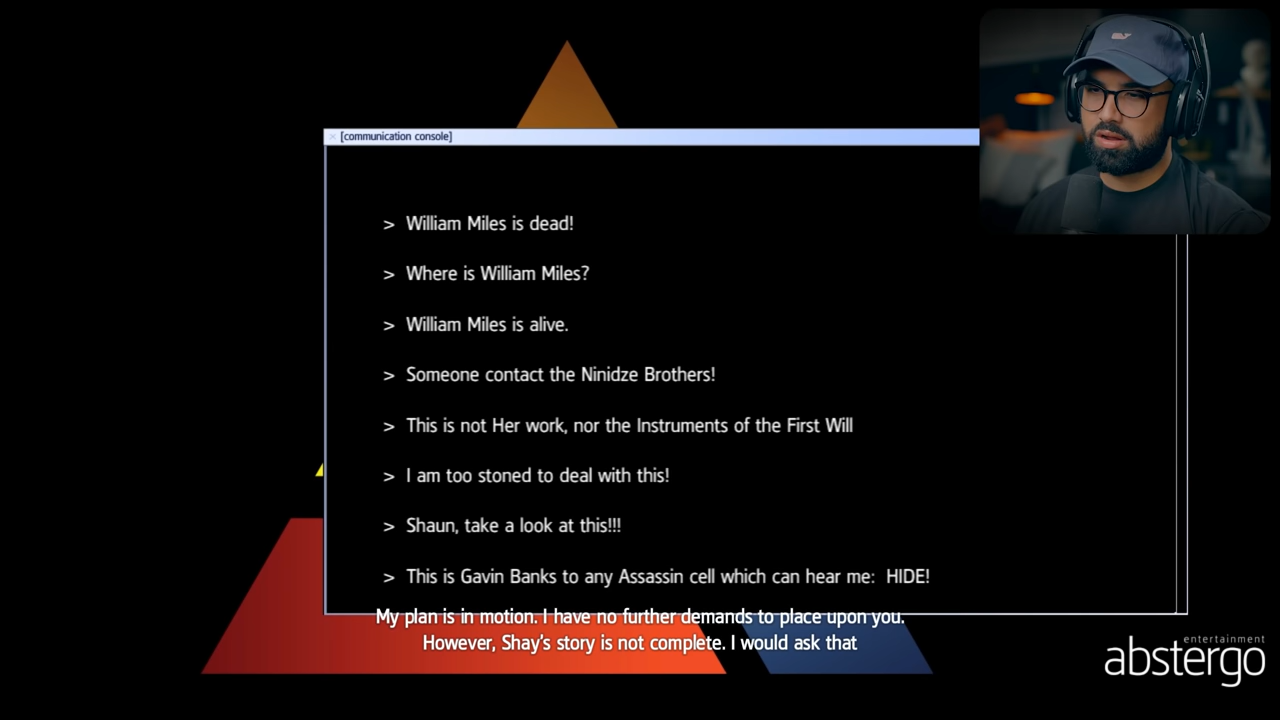 × [communication console]
> William Miles is dead!
> Where is William Miles?
> William Miles is alive.
> Someone contact the Ninidze Brothers!
> This is not Her work, nor the Instruments of the First Will
> I am too stoned to deal with this!
> Shaun, take a look at this!!!
> This is Gavin Banks to any Assassin cell which can hear me: HIDE!
My plan is in motion. I have no further demands to place upon you.
However, Shay's story is not complete. I would ask that
entertainment
abstergo